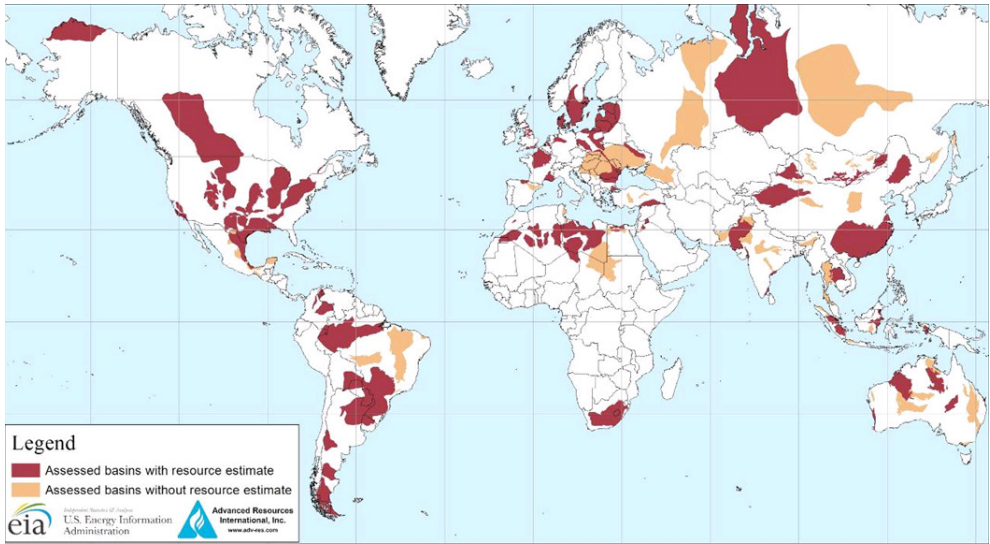 Legend
Assessed basins with resource estimate
Assessed basins without resource estimate
eia
Independent Statistics & Analysis
U.S. Energy Information
Administration
Advanced Resources
International, Inc.
www.adv-res.com